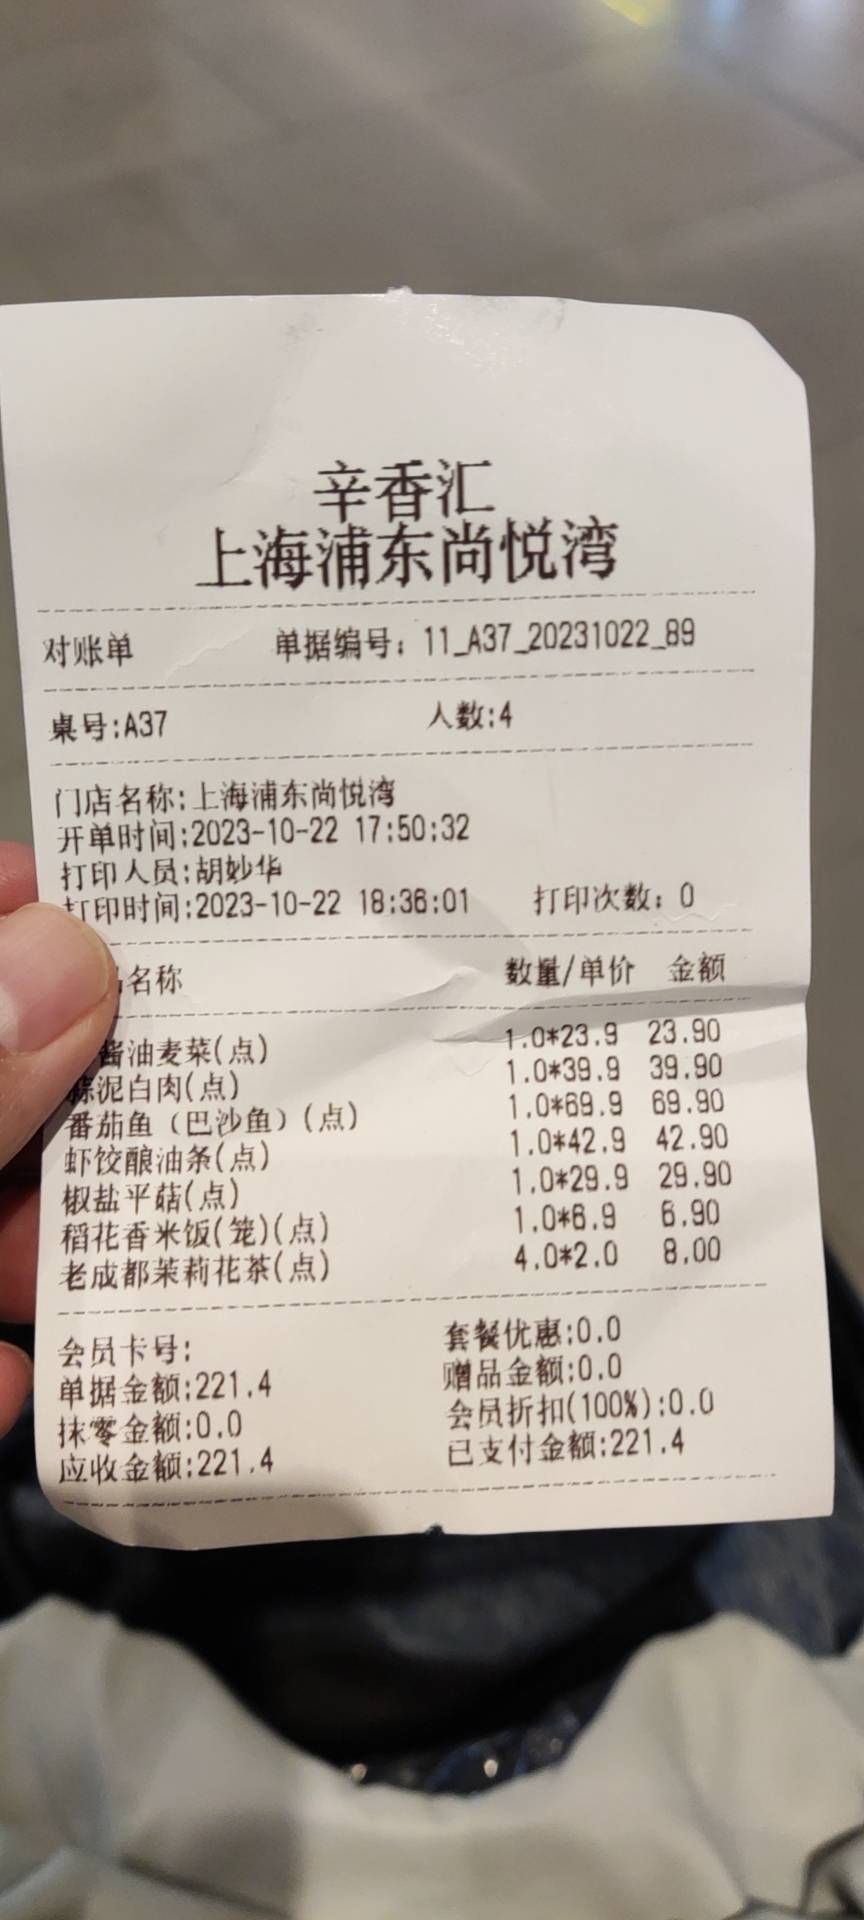 辛香汇
上海浦东尚悦湾
对账单 单据编号：11_A37_20231022_89
桌号:A37 人数:4
门店名称:上海浦东尚悦湾
开单时间:2023-10-22 17:50:32
打印人员:胡妙华
打印时间:2023-10-22 18:36:01 打印次数：0
名称 数量/单价 金额
酱油麦菜(点) 1.0*23.9 23.90
蒜泥白肉(点) 1.0*39.9 39.90
番茄鱼（巴沙鱼）(点) 1.0*69.9 69.90
虾饺酿油条(点) 1.0*42.9 42.90
椒盐平菇(点) 1.0*29.9 29.90
稻花香米饭(笼)(点) 1.0*6.9 6.90
老成都茉莉花茶(点) 4.0*2.0 8.00
会员卡号: 套餐优惠:0.0
单据金额:221.4 赠品金额:0.0
抹零金额:0.0 会员折扣(100%):0.0
应收金额:221.4 已支付金额:221.4